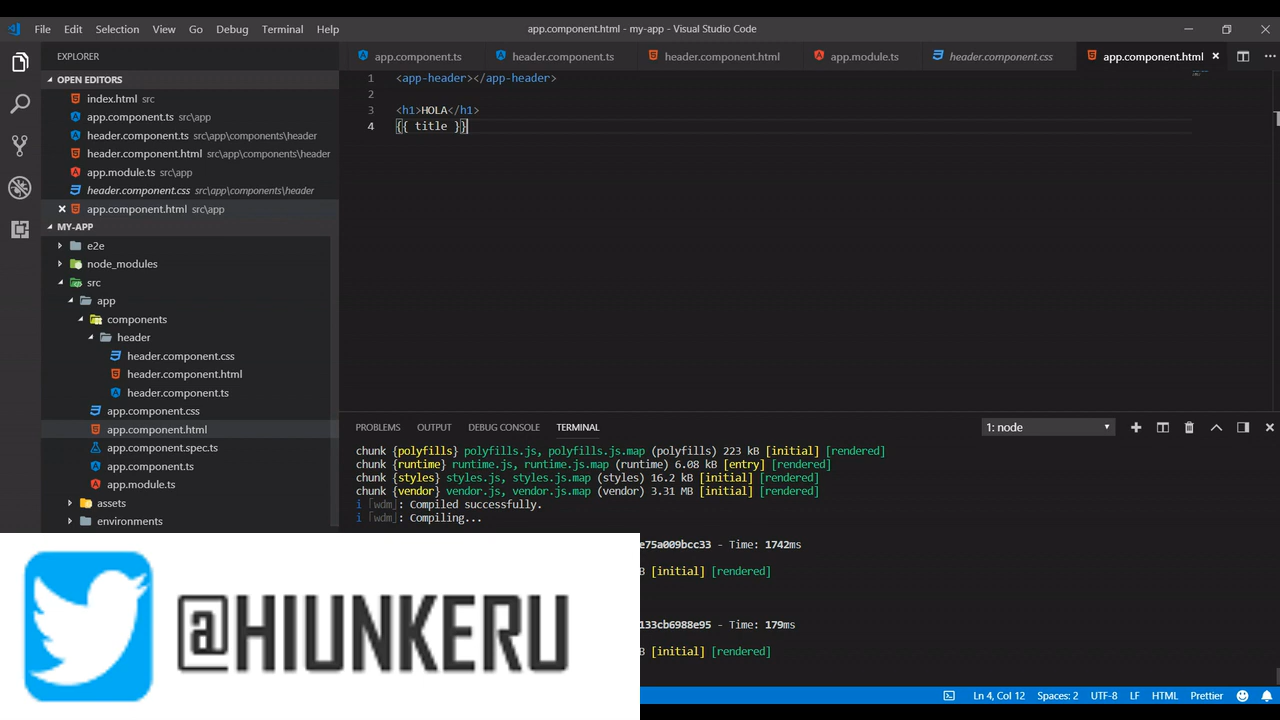 File Edit Selection View Go Debug Terminal Help
app.component.html - my-app - Visual Studio Code
EXPLORER
OPEN EDITORS
index.html src
app.component.ts src\app
header.component.ts src\app\components\header
header.component.html src\app\components\header
app.module.ts src\app
header.component.css src\app\components\header
app.component.html src\app
MY-APP
e2e
node_modules
src
app
components
header
header.component.css
header.component.html
header.component.ts
app.component.css
app.component.html
app.component.spec.ts
app.component.ts
app.module.ts
assets
environments
app.component.ts header.component.ts header.component.html app.module.ts header.component.css app.component.html
1 <app-header></app-header>
2
3 <h1>HOLA</h1>
4 {{ title }}
PROBLEMS OUTPUT DEBUG CONSOLE TERMINAL 1: node
chunk {polyfills} polyfills.js, polyfills.js.map (polyfills) 223 kB [initial] [rendered]
chunk {runtime} runtime.js, runtime.js.map (runtime) 6.08 kB [entry] [rendered]
chunk {styles} styles.js, styles.js.map (styles) 16.2 kB [initial] [rendered]
chunk {vendor} vendor.js, vendor.js.map (vendor) 3.31 MB [initial] [rendered]
i ｢wdm｣: Compiled successfully.
i ｢wdm｣: Compiling...
e75a009bcc33 - Time: 1742ms
[initial] [rendered]
133cb6988e95 - Time: 179ms
[initial] [rendered]
@HIUNKERU
Ln 4, Col 12 Spaces: 2 UTF-8 LF HTML Prettier